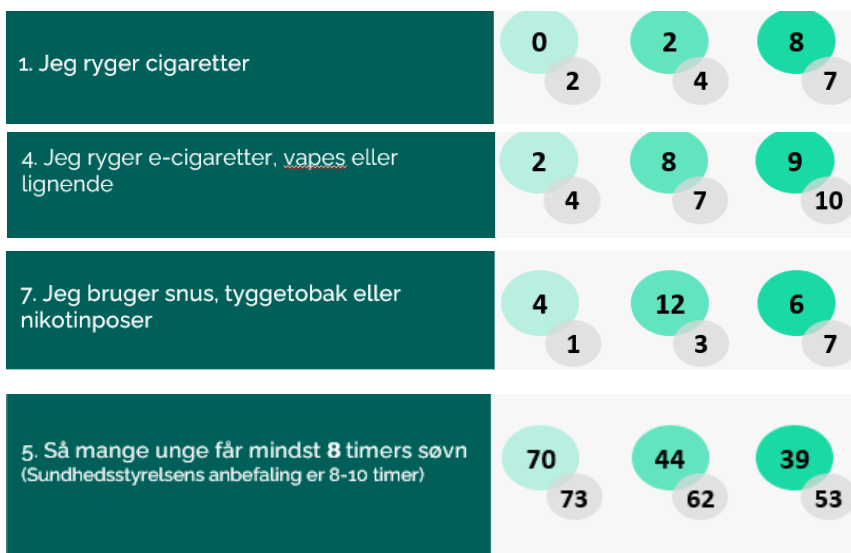 1. Jeg ryger cigaretter
0 2 8
2 4 7
4. Jeg ryger e-cigaretter, vapes eller
lignende
2 8 9
4 7 10
7. Jeg bruger snus, tyggetobak eller
nikotinposer
4 12 6
1 3 7
5. Så mange unge får mindst 8 timers søvn
(Sundhedsstyrelsens anbefaling er 8-10 timer)
70 44 39
73 62 53